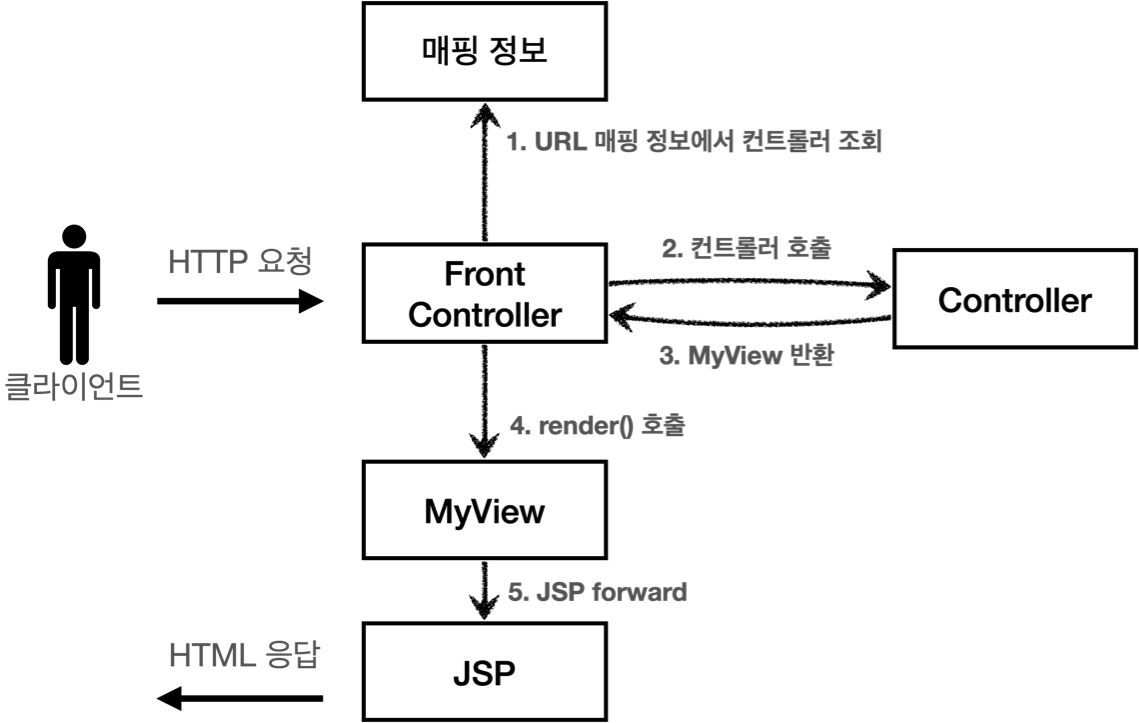 매핑 정보
1. URL 매핑 정보에서 컨트롤러 조회
HTTP 요청
Front
Controller
2. 컨트롤러 호출
Controller
3. MyView 반환
클라이언트
4. render() 호출
MyView
5. JSP forward
HTML 응답
JSP